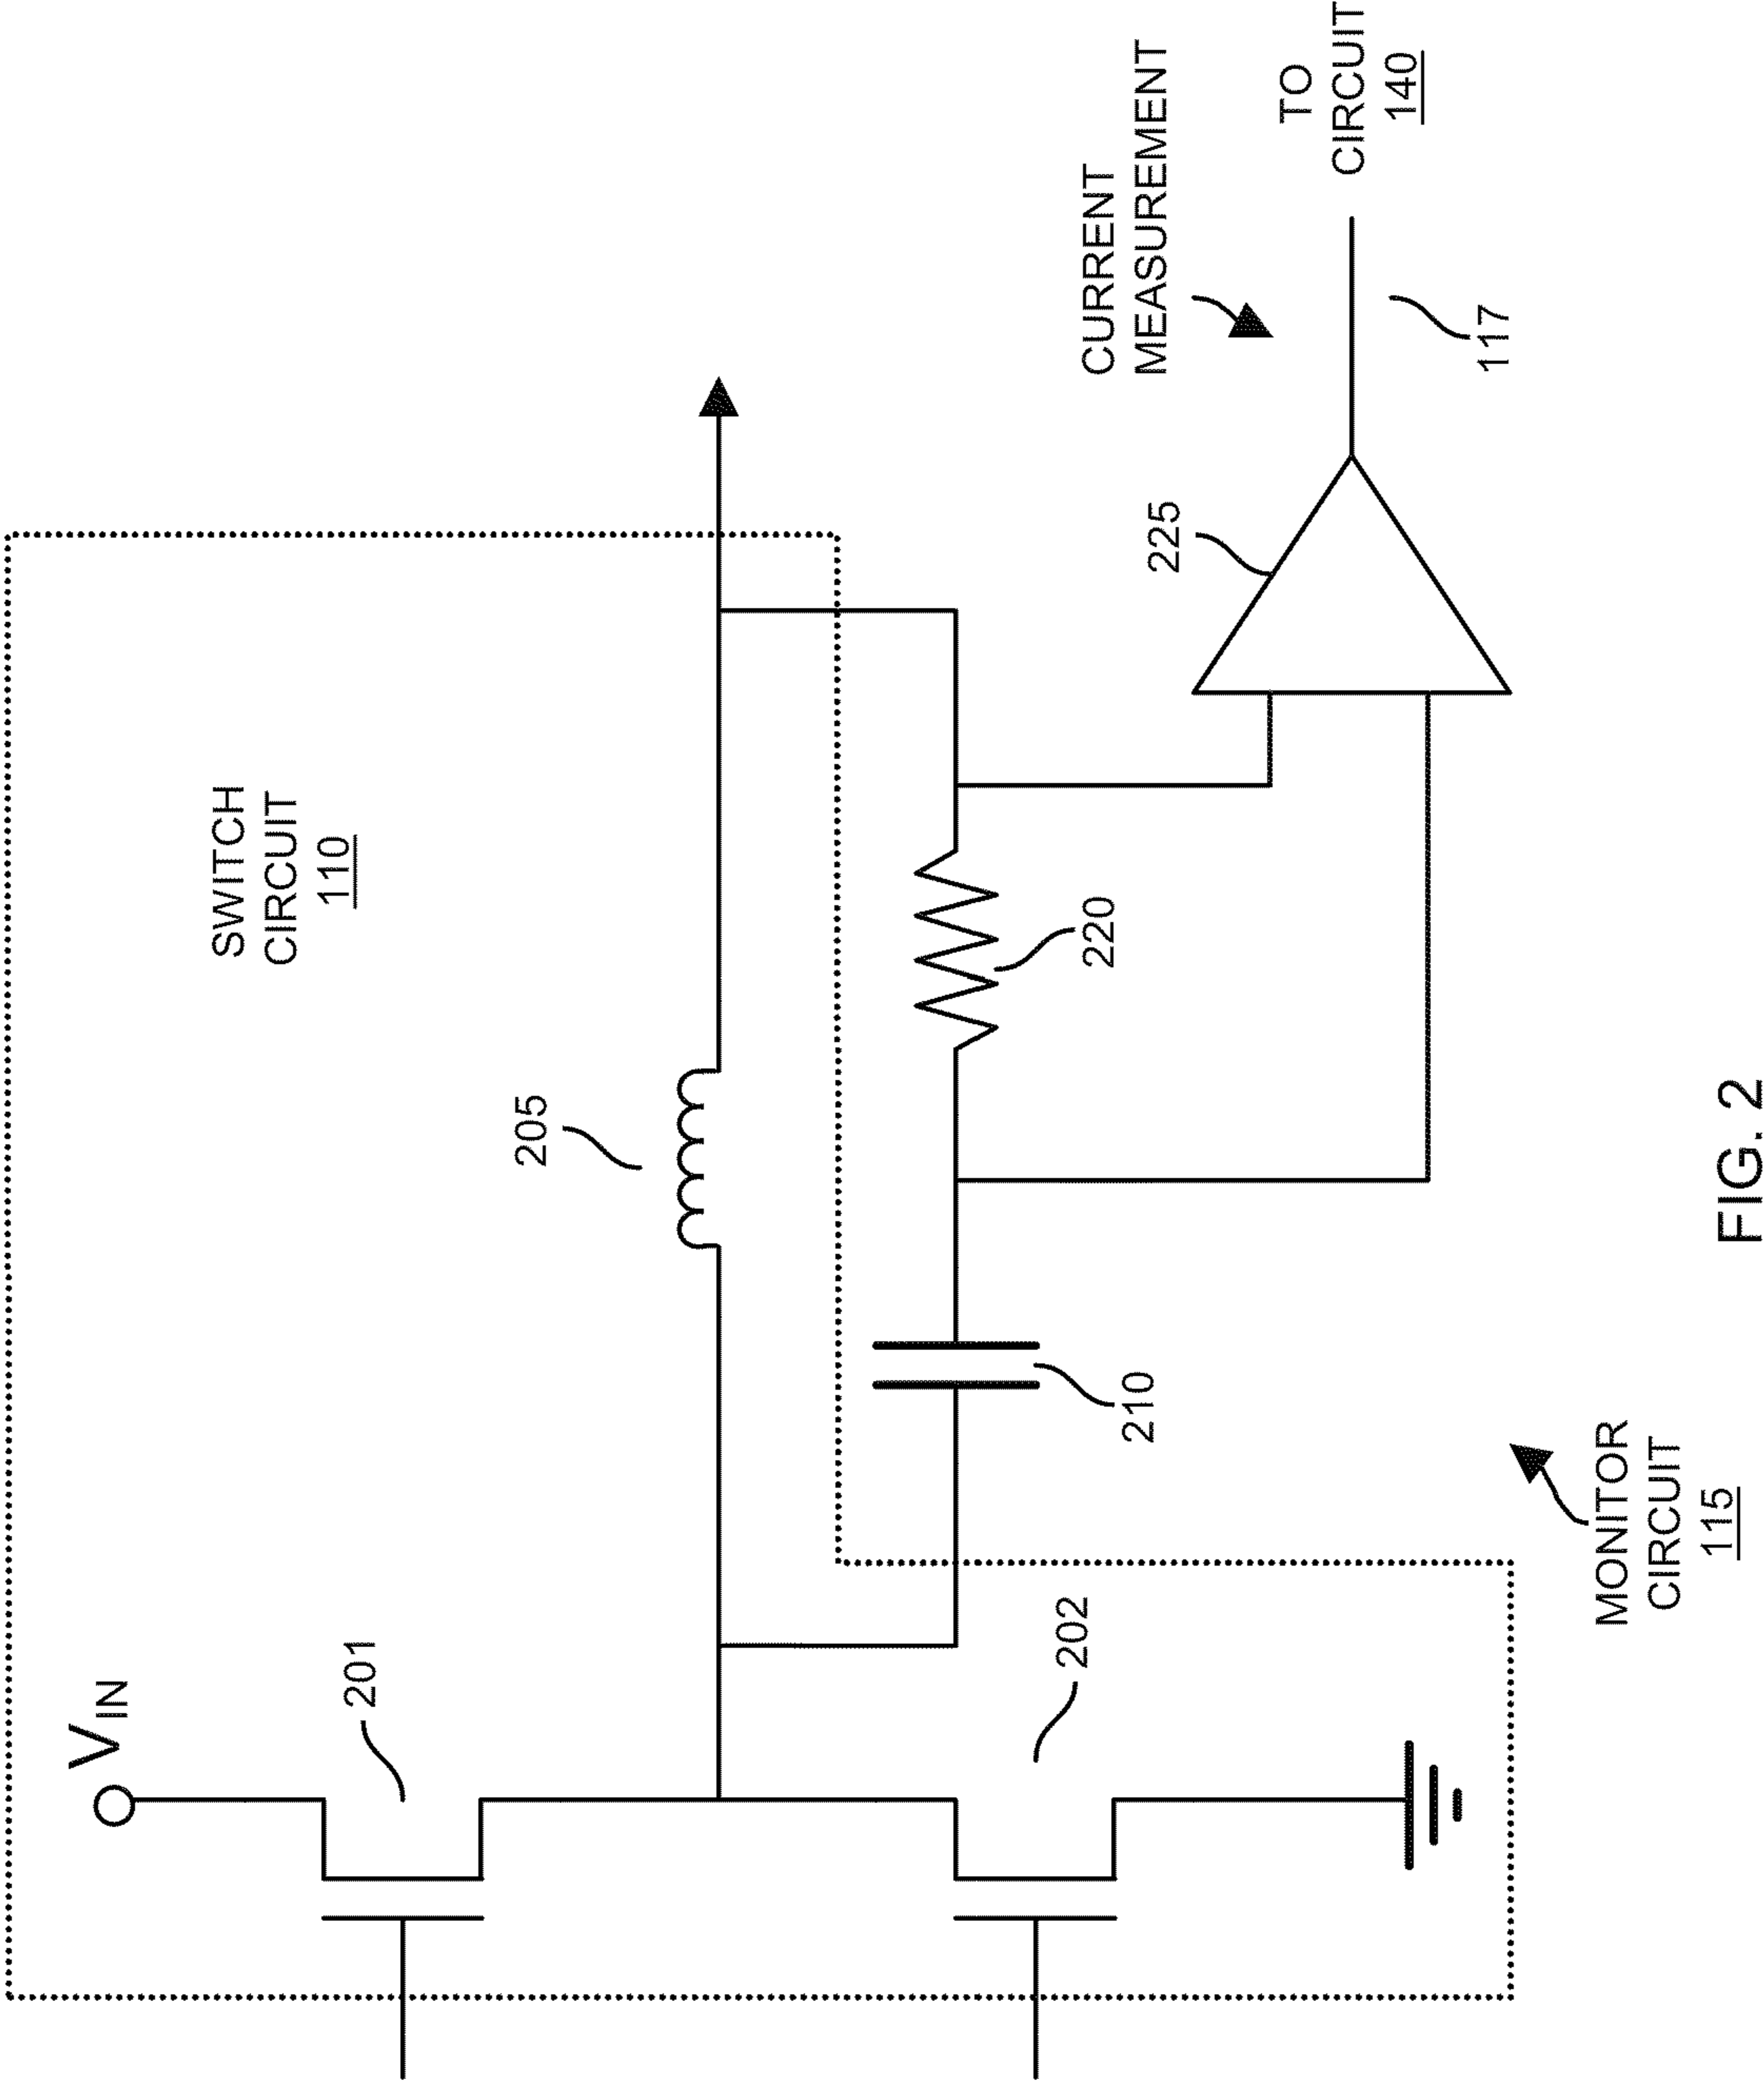 V IN
201
202
SWITCH
CIRCUIT
110
205
210
220
225
CURRENT
MEASUREMENT
TO
CIRCUIT
140
117
MONITOR
CIRCUIT
115
FIG. 2